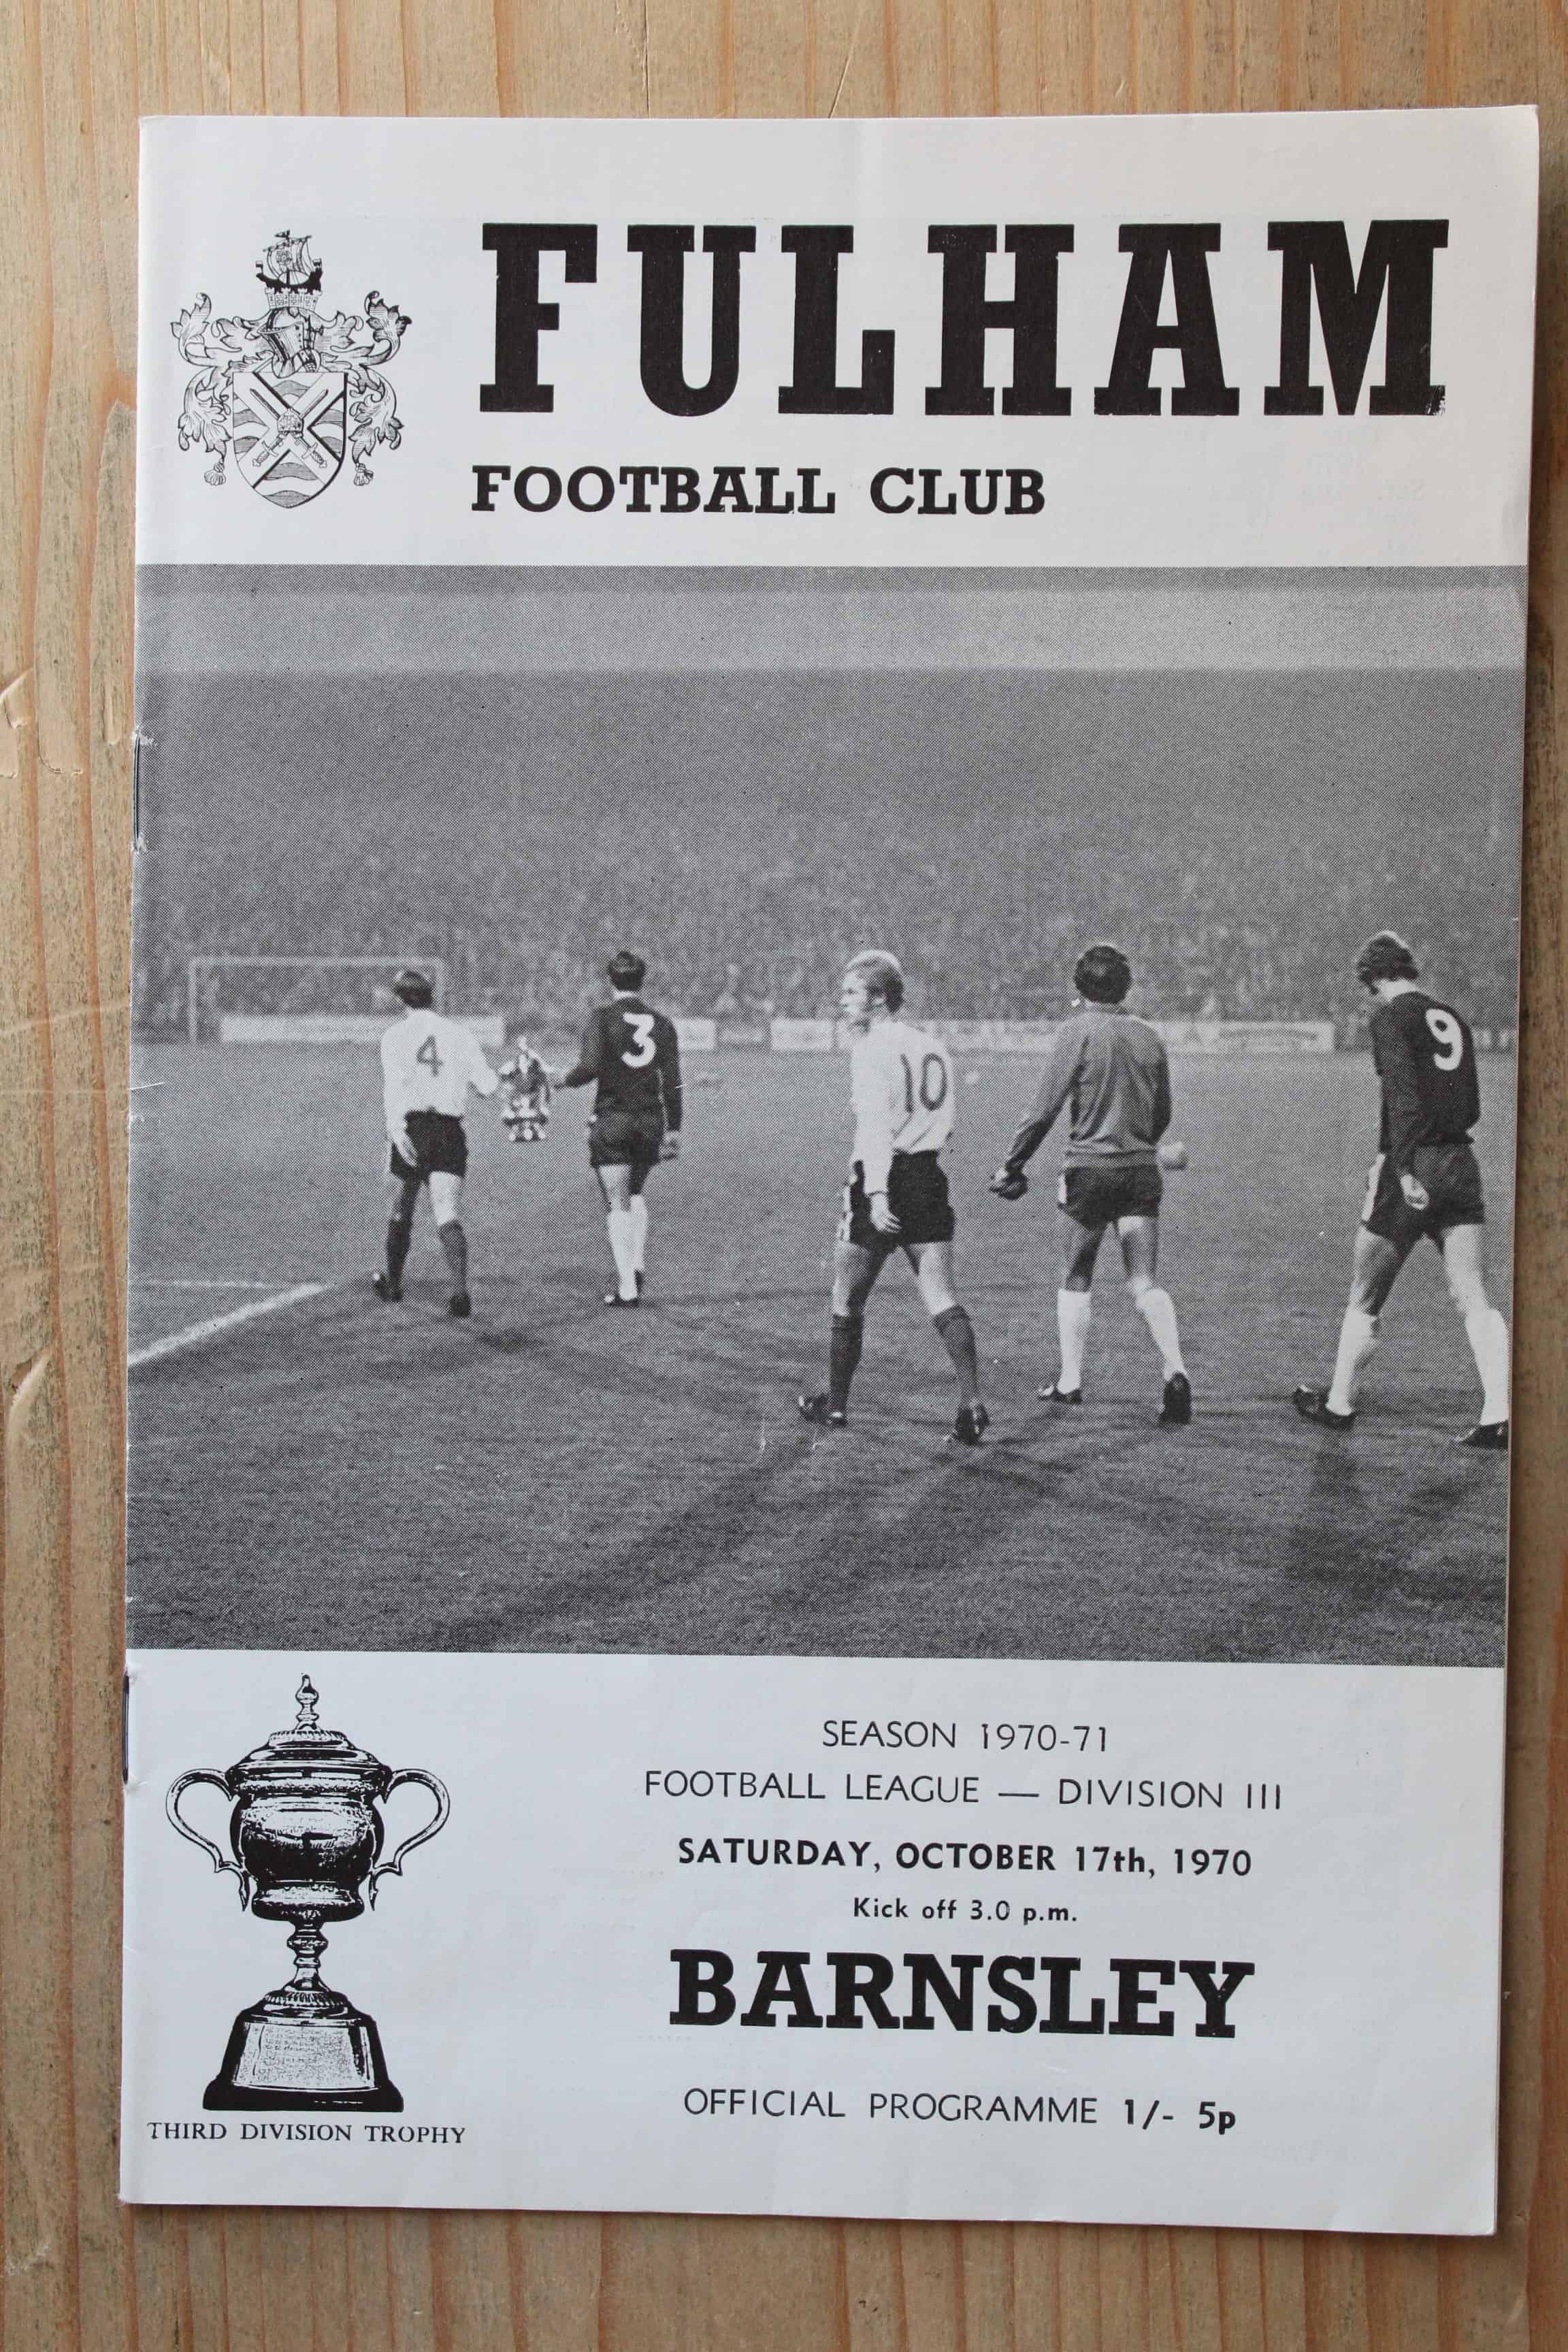 FULHAM
FOOTBALL CLUB
4
3
10
9
SEASON 1970-71
FOOTBALL LEAGUE — DIVISION III
SATURDAY, OCTOBER 17th, 1970
Kick off 3.0 p.m.
BARNSLEY
OFFICIAL PROGRAMME 1/- 5p
THIRD DIVISION TROPHY